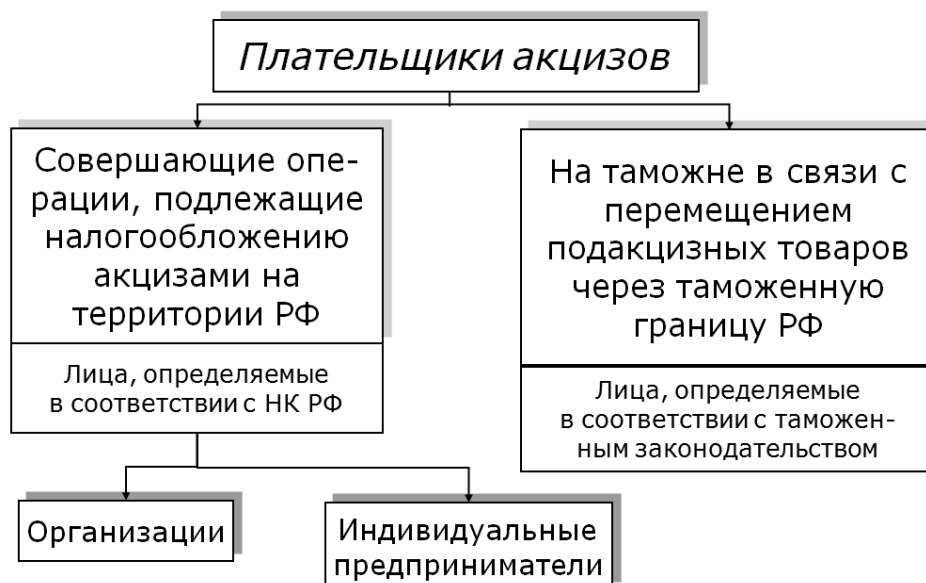 Плательщики акцизов
Совершающие опе-
рации, подлежащие
налогообложению
акцизами на
территории РФ
Лица, определяемые
в соответствии с НК РФ
На таможне в связи с
перемещением
подакцизных товаров
через таможенную
границу РФ
Лица, определяемые
в соответствии с таможен-
ным законодательством
Организации
Индивидуальные
предприниматели